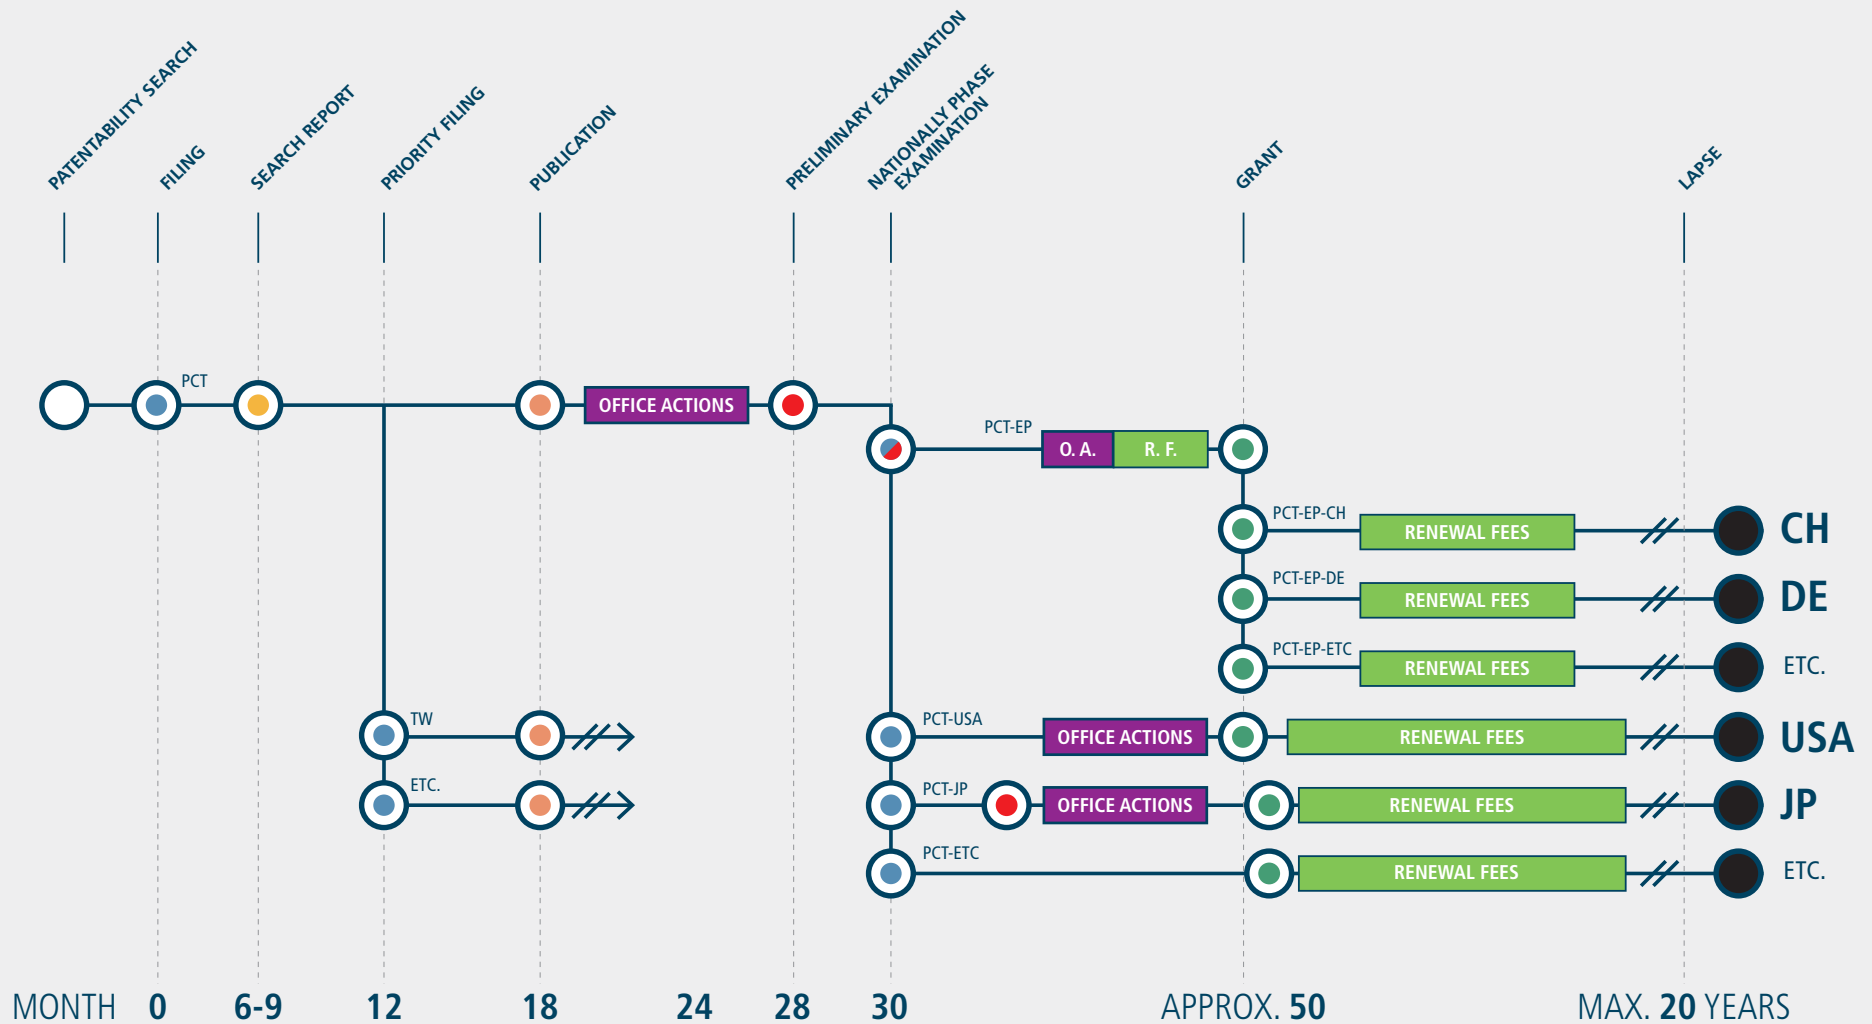 PATENTABILITY SEARCH
FILING
SEARCH REPORT
PRIORITY FILING
PUBLICATION
PRELIMINARY EXAMINATION
NATIONALLY PHASE
EXAMINATION
GRANT
LAPSE
PCT
OFFICE ACTIONS
PCT-EP
O. A.
R. F.
PCT-EP-CH
RENEWAL FEES
CH
PCT-EP-DE
RENEWAL FEES
DE
PCT-EP-ETC
RENEWAL FEES
ETC.
TW
PCT-USA
OFFICE ACTIONS
RENEWAL FEES
USA
ETC.
PCT-JP
OFFICE ACTIONS
RENEWAL FEES
JP
PCT-ETC
RENEWAL FEES
ETC.
MONTH 0 6-9 12 18 24 28 30 APPROX. 50 MAX. 20 YEARS